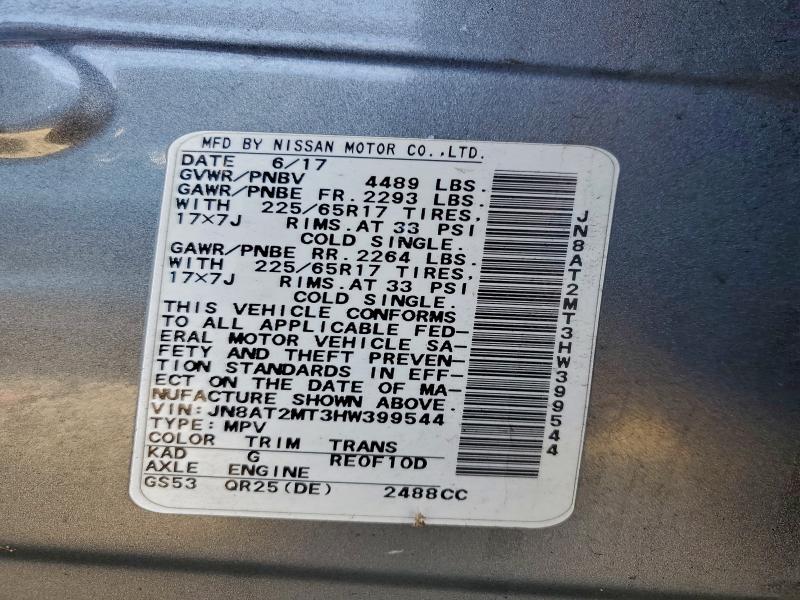 MFD BY NISSAN MOTOR CO.,LTD.
DATE 6/17
GVWR/PNBV 4489 LBS.
GAWR/PNBE FR. 2293 LBS.
WITH 225/65R17 TIRES,
17×7J RIMS.AT 33 PSI
COLD SINGLE.
GAWR/PNBE RR. 2264 LBS.
WITH 225/65R17 TIRES,
17×7J RIMS.AT 33 PSI
COLD SINGLE.
THIS VEHICLE CONFORMS
TO ALL APPLICABLE FED-
ERAL MOTOR VEHICLE SA-
FETY AND THEFT PREVEN-
TION STANDARDS IN EFF-
ECT ON THE DATE OF MA-
NUFACTURE SHOWN ABOVE.
VIN: JN8AT2MT3HW399544
TYPE: MPV
COLOR TRIM TRANS
KAD G RE0F10D
AXLE ENGINE
GS53 QR25(DE) 2488CC
JN8AT2MT3HW399544